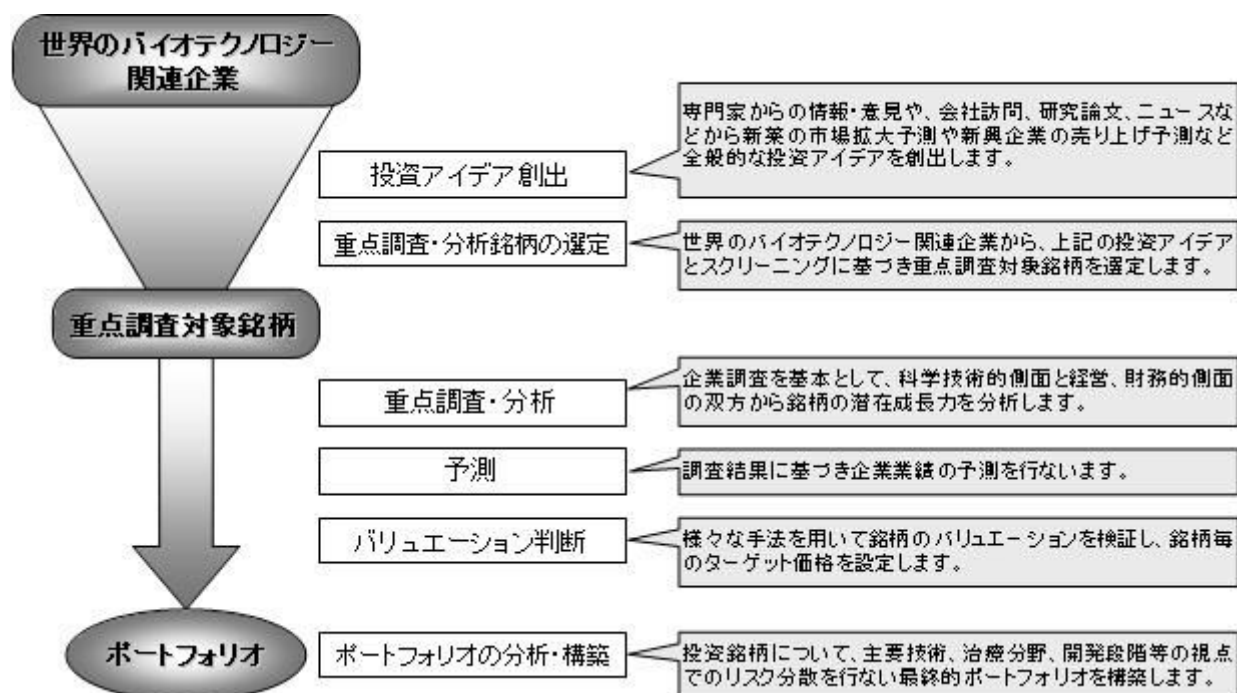 世界のバイオテクノロジー
関連企業
投資アイデア創出
専門家からの情報・意見や、会社訪問、研究論文、ニュースな
どから新薬の市場拡大予測や新興企業の売り上げ予測など
全般的な投資アイデアを創出します。
重点調査・分析銘柄の選定
世界のバイオテクノロジー関連企業から、上記の投資アイデア
とスクリーニングに基づき重点調査対象銘柄を選定します。
重点調査対象銘柄
重点調査・分析
企業調査を基本として、科学技術的側面と経営、財務的側面
の双方から銘柄の潜在成長力を分析します。
予測
調査結果に基づき企業業績の予測を行ないます。
バリュエーション判断
様々な手法を用いて銘柄のバリュエーションを検証し、銘柄毎
のターゲット価格を設定します。
ポートフォリオ
ポートフォリオの分析・構築
投資銘柄について、主要技術、治療分野、開発段階等の視点
でのリスク分散を行ない最終的ポートフォリオを構築します。